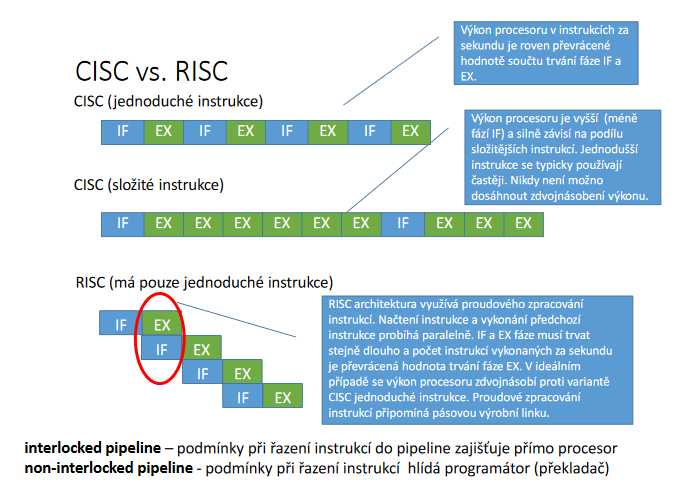 Výkon procesoru v instrukcích za
sekundu je roven převrácené
hodnotě součtu trvání fáze IF a
EX.
CISC vs. RISC
CISC (jednoduché instrukce)
IF EX IF EX IF EX IF EX
Výkon procesoru je vyšší (méně
fází IF) a silně závisí na podílu
složitějších instrukcí. Jednodušší
instrukce se typicky používají
častěji. Nikdy není možno
dosáhnout zdvojnásobení výkonu.
CISC (složité instrukce)
IF EX EX EX EX EX EX IF EX EX EX
RISC (má pouze jednoduché instrukce)
IF EX
IF EX
IF EX
IF EX
RISC architektura využívá proudového zpracování
instrukcí. Načtení instrukce a vykonání předchozí
instrukce probíhá paralelně. IF a EX fáze musí trvat
stejně dlouho a počet instrukcí vykonaných za sekundu
je převrácená hodnota trvání fáze EX. V ideálním
případě se výkon procesoru zdvojnásobí proti variantě
CISC jednoduché instrukce. Proudové zpracování
instrukcí připomíná pásovou výrobní linku.
interlocked pipeline – podmínky při řazení instrukcí do pipeline zajišťuje přímo procesor
non-interlocked pipeline - podmínky při řazení instrukcí hlídá programátor (překladač)